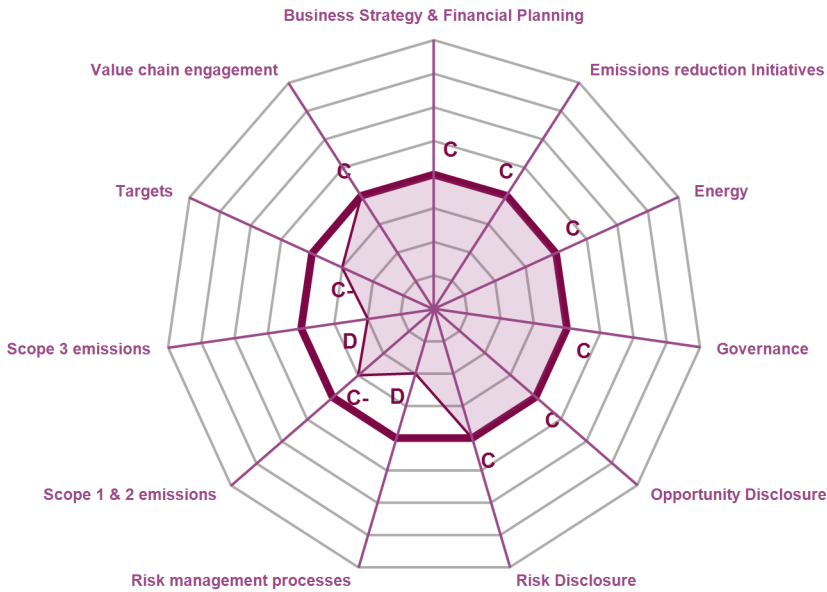 Business Strategy & Financial Planning
Value chain engagement
Emissions reduction Initiatives
C
C
C
Targets
Energy
C
C-
D
Scope 3 emissions
Governance
C
C-
D
C
C
Scope 1 & 2 emissions
Opportunity Disclosure
Risk management processes
Risk Disclosure